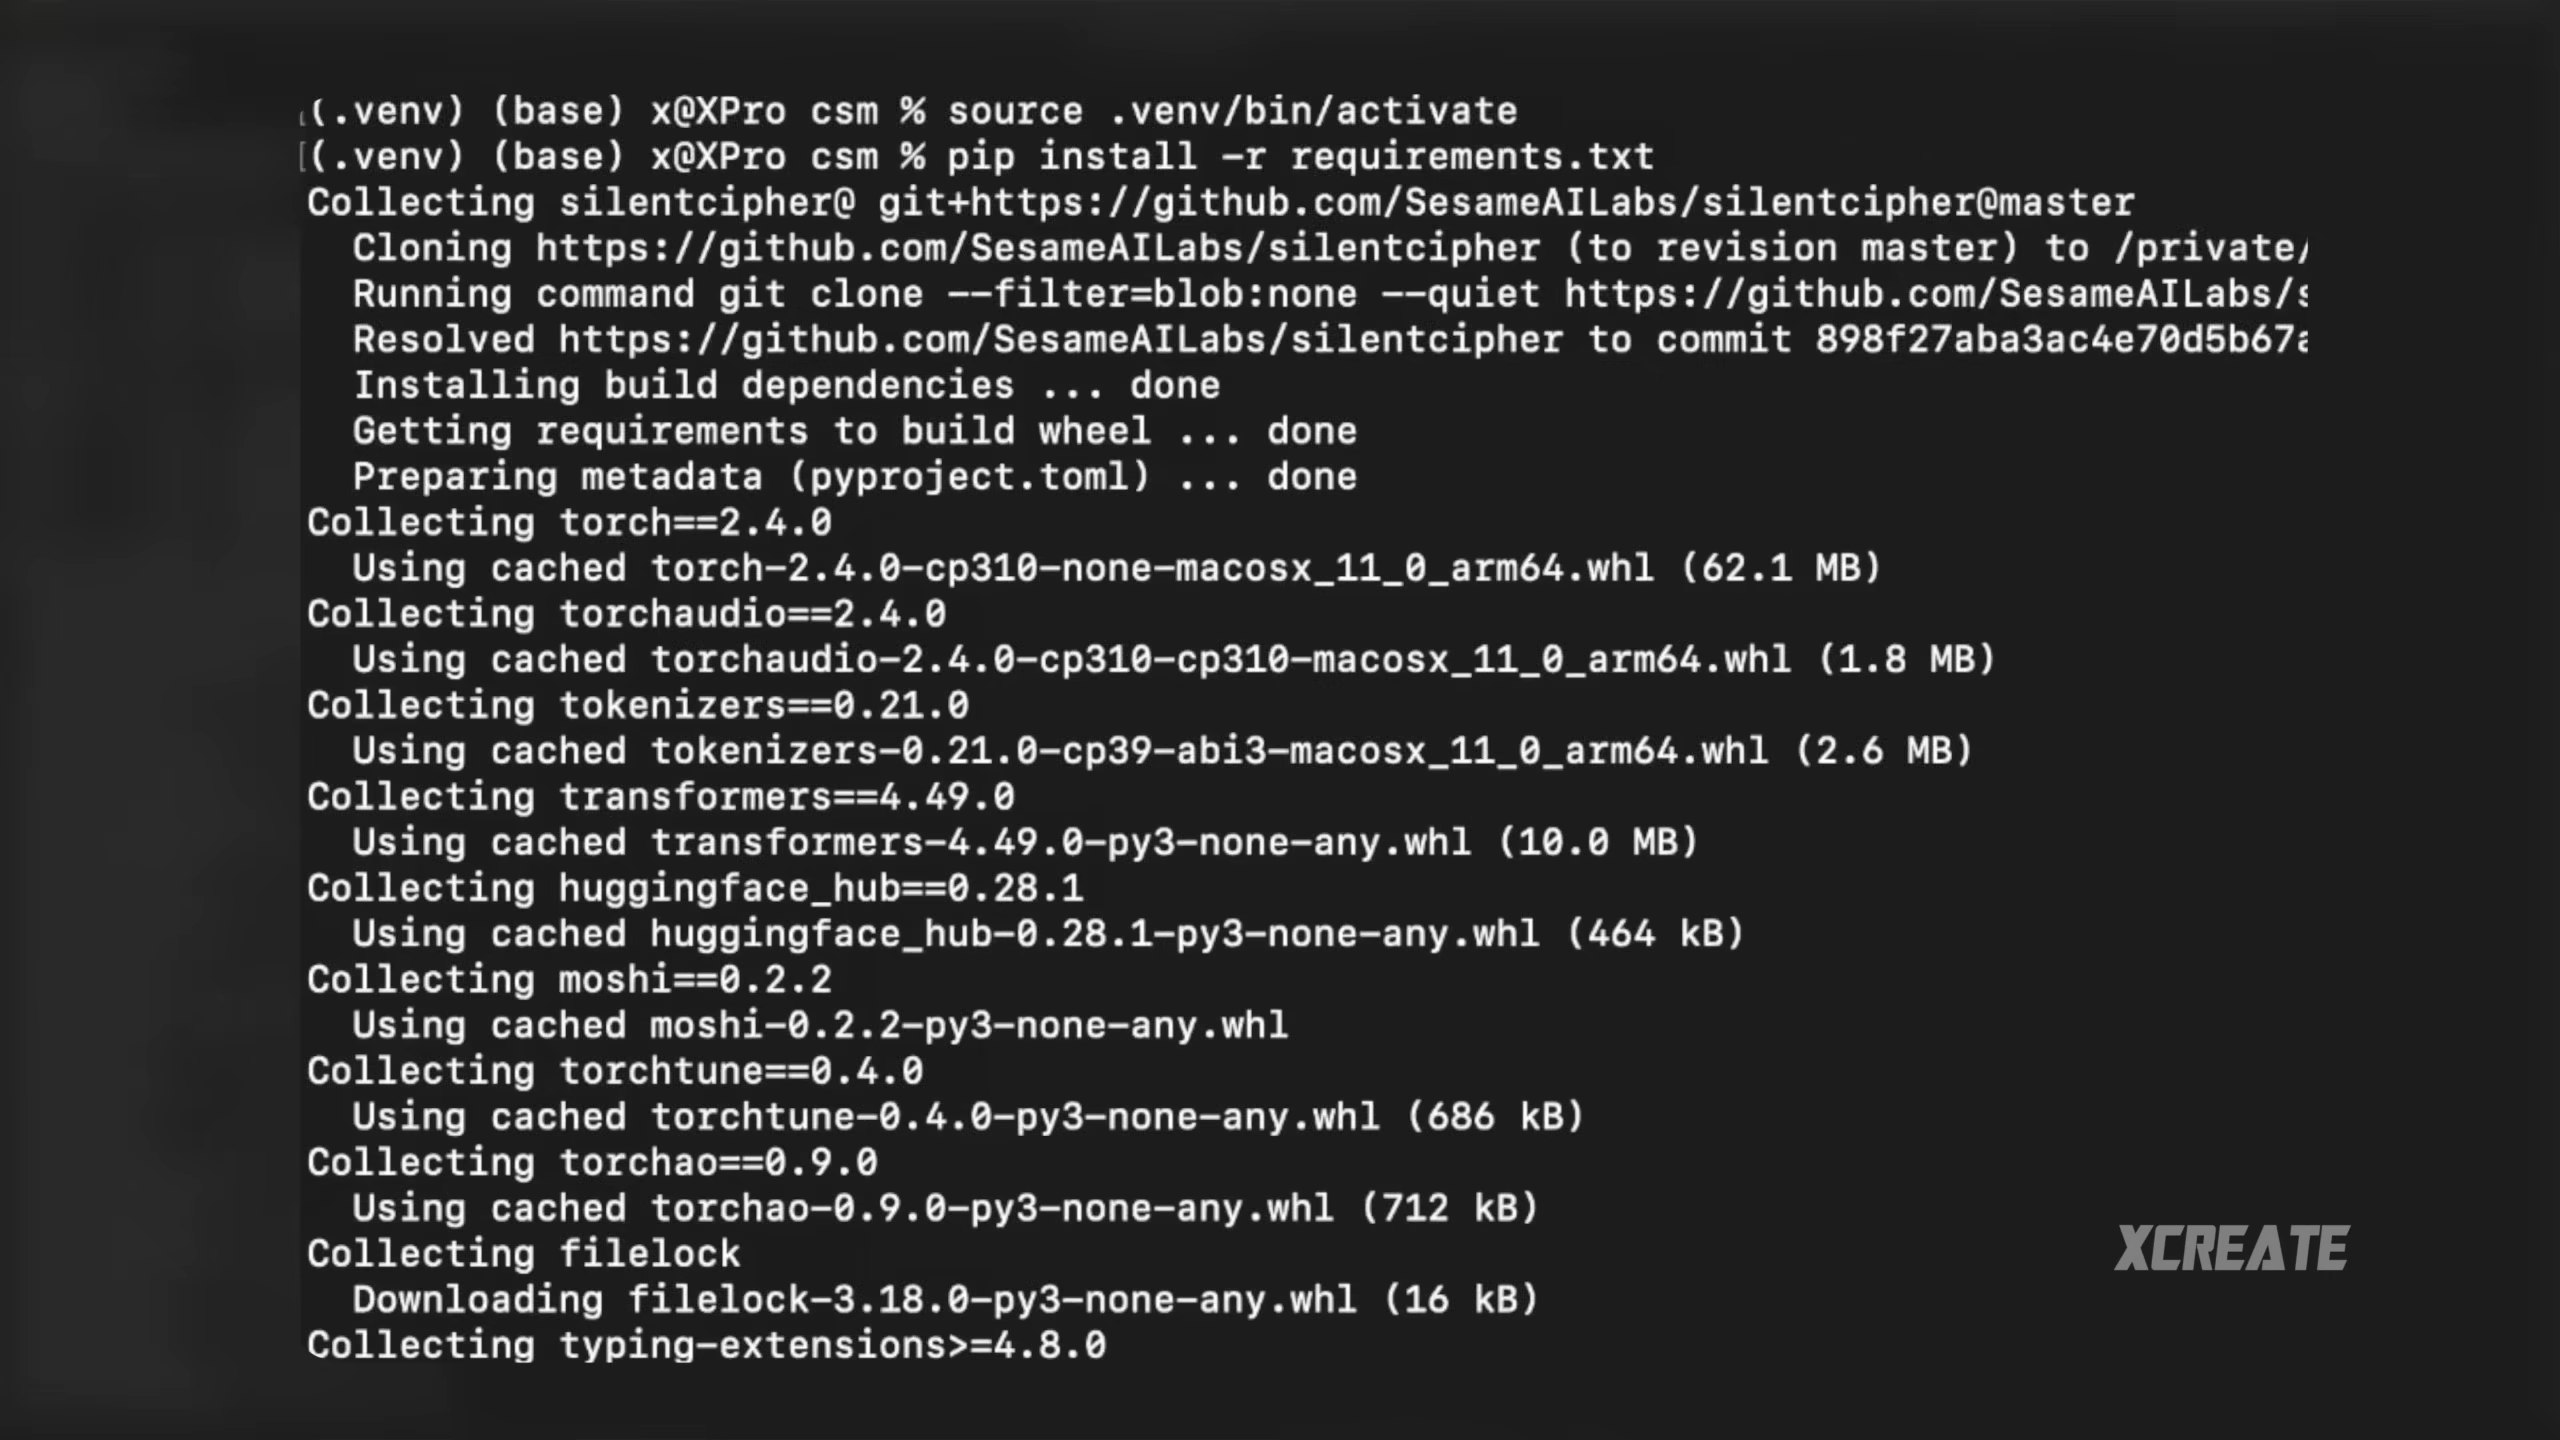 (.venv) (base) x@XPro csm % source .venv/bin/activate
[(.venv) (base) x@XPro csm % pip install -r requirements.txt
Collecting silentcipher@ git+https://github.com/SesameAILabs/silentcipher@master
  Cloning https://github.com/SesameAILabs/silentcipher (to revision master) to /private/
  Running command git clone --filter=blob:none --quiet https://github.com/SesameAILabs/s
  Resolved https://github.com/SesameAILabs/silentcipher to commit 898f27aba3ac4e70d5b67a
  Installing build dependencies ... done
  Getting requirements to build wheel ... done
  Preparing metadata (pyproject.toml) ... done
Collecting torch==2.4.0
  Using cached torch-2.4.0-cp310-none-macosx_11_0_arm64.whl (62.1 MB)
Collecting torchaudio==2.4.0
  Using cached torchaudio-2.4.0-cp310-cp310-macosx_11_0_arm64.whl (1.8 MB)
Collecting tokenizers==0.21.0
  Using cached tokenizers-0.21.0-cp39-abi3-macosx_11_0_arm64.whl (2.6 MB)
Collecting transformers==4.49.0
  Using cached transformers-4.49.0-py3-none-any.whl (10.0 MB)
Collecting huggingface_hub==0.28.1
  Using cached huggingface_hub-0.28.1-py3-none-any.whl (464 kB)
Collecting moshi==0.2.2
  Using cached moshi-0.2.2-py3-none-any.whl
Collecting torchtune==0.4.0
  Using cached torchtune-0.4.0-py3-none-any.whl (686 kB)
Collecting torchao==0.9.0
  Using cached torchao-0.9.0-py3-none-any.whl (712 kB)
Collecting filelock
  Downloading filelock-3.18.0-py3-none-any.whl (16 kB)
Collecting typing-extensions>=4.8.0
XCREATE